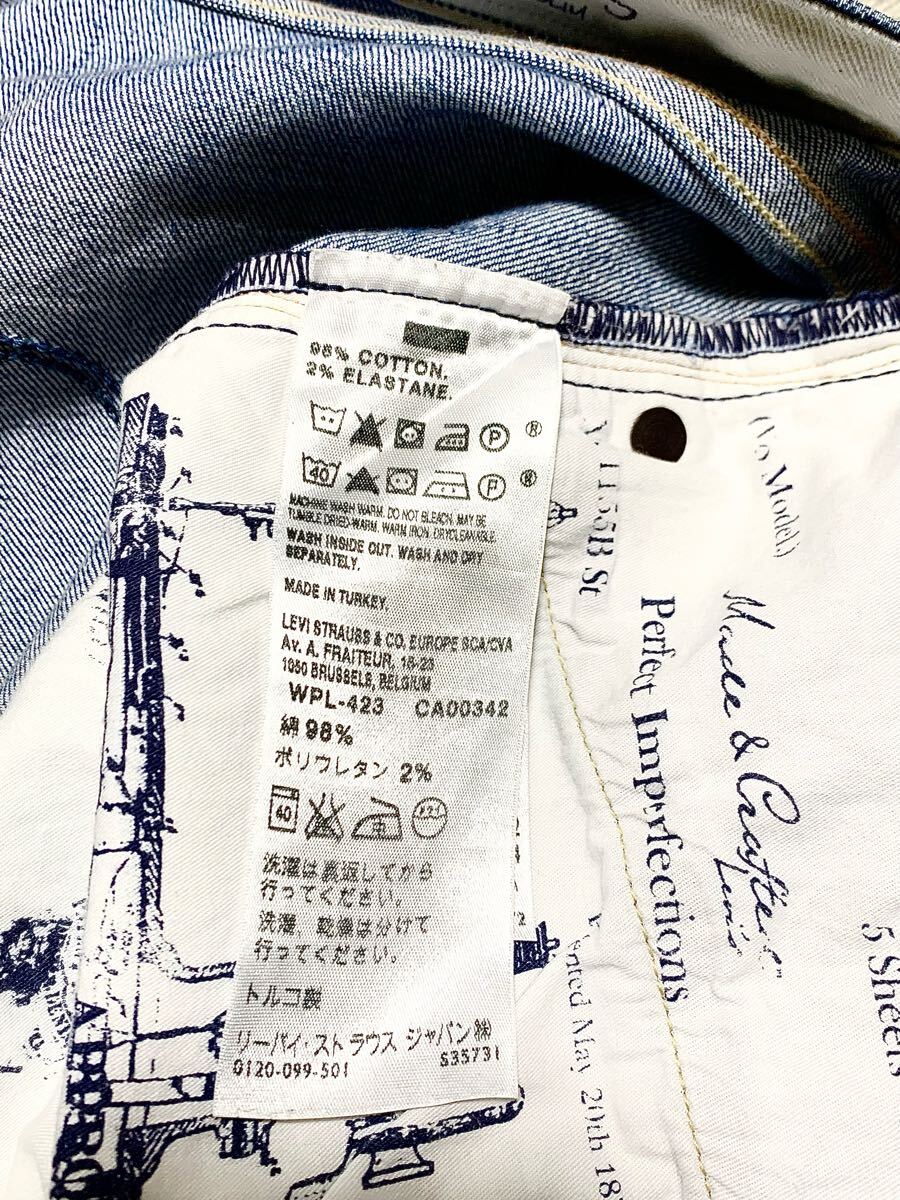 98% COTTON.
2% ELASTANE.
P ®
40 P ®
MACHINE WASH WARM. DO NOT BLEACH. MAY BE
TUMBLE DRIED-WARM. WARM IRON. DRYCLEANABLE.
WASH INSIDE OUT. WASH AND DRY
SEPARATELY.
MADE IN TURKEY.
LEVI STRAUSS & CO. EUROPE SCA/CVA
Av. A. FRAITEUR, 15-23
1050 BRUSSELS, BELGIUM
WPL-423 CA00342
綿 98%
ポリウレタン 2%
40
洗濯は裏返してから
行ってください。
洗濯、乾燥は分けて
行ってください。
トルコ製
リーバイ・ストラウス ジャパン㈱
0120-099-501 S35731
(No Model.)
Made & Crafted
Levi's
Perfect Imperfections
5 Sheets
May 20th 18